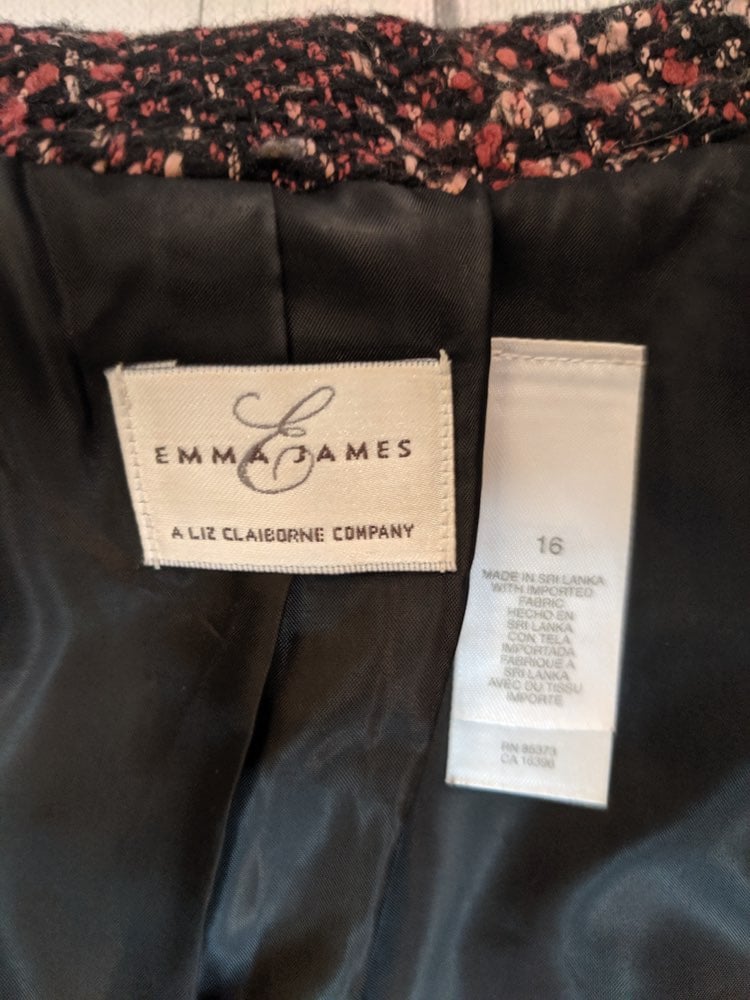 E
EMMA JAMES
A LIZ CLAIBORNE COMPANY
16
MADE IN SRI LANKA
WITH IMPORTED
FABRIC
HECHO EN
SRI LANKA
CON TELA
IMPORTADA
FABRIQUE A
SRI LANKA
AVEC DU TISSU
IMPORTE
RN 85373
CA 16396